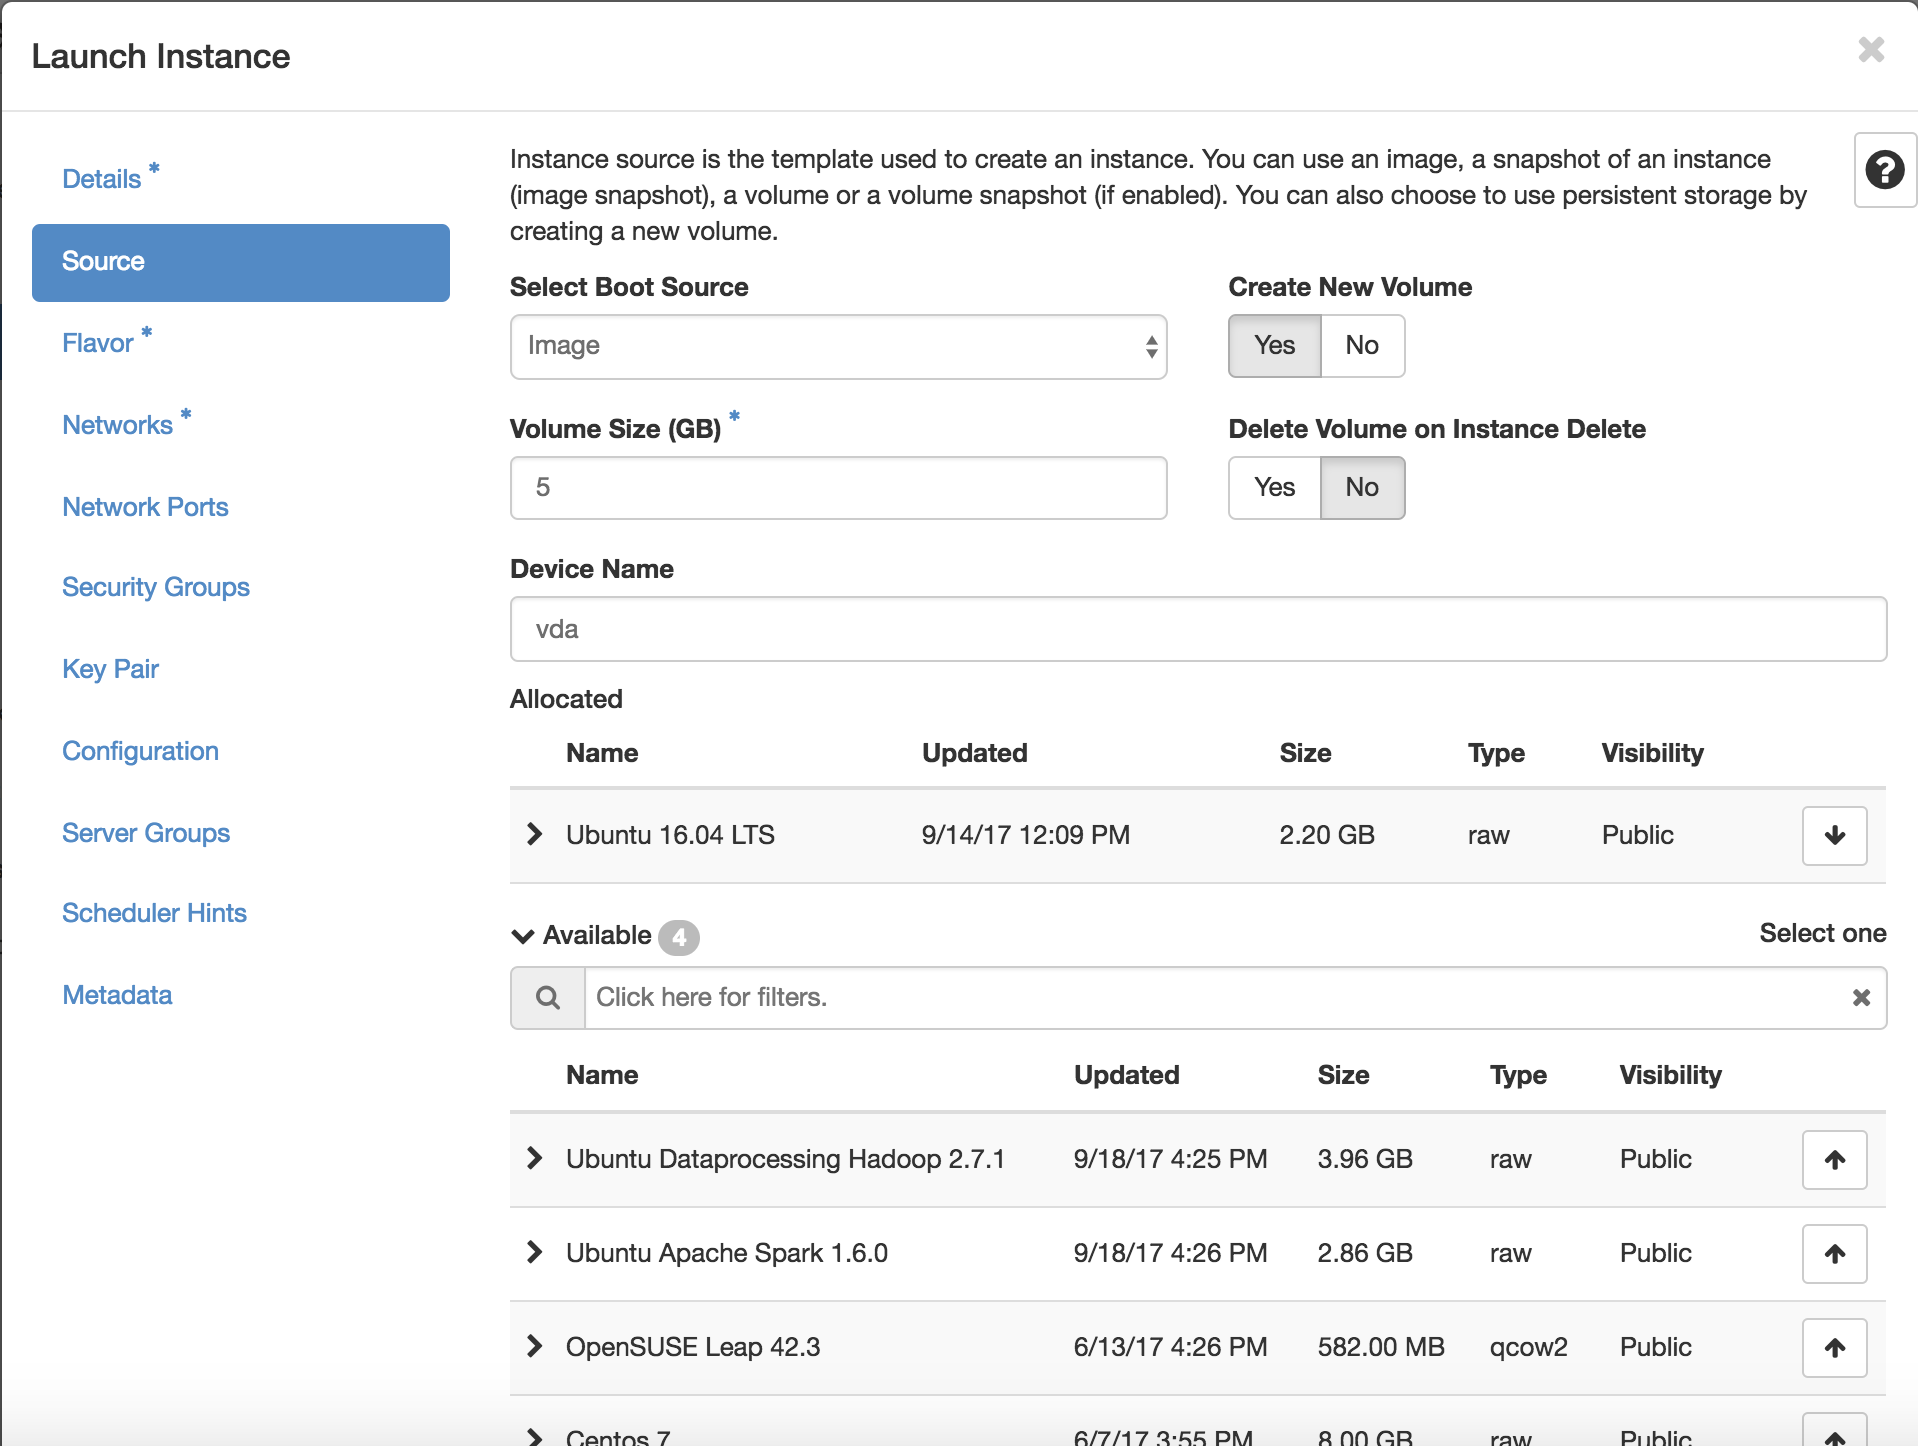 Launch Instance
Details *
Source
Flavor *
Networks *
Network Ports
Security Groups
Key Pair
Configuration
Server Groups
Scheduler Hints
Metadata
Instance source is the template used to create an instance. You can use an image, a snapshot of an instance
(image snapshot), a volume or a volume snapshot (if enabled). You can also choose to use persistent storage by
creating a new volume.
Select Boot Source
Image
Create New Volume
Yes No
Volume Size (GB) *
5
Delete Volume on Instance Delete
Yes No
Device Name
vda
Allocated
Name Updated Size Type Visibility
Ubuntu 16.04 LTS 9/14/17 12:09 PM 2.20 GB raw Public
Available 4 Select one
Click here for filters.
Name Updated Size Type Visibility
Ubuntu Dataprocessing Hadoop 2.7.1 9/18/17 4:25 PM 3.96 GB raw Public
Ubuntu Apache Spark 1.6.0 9/18/17 4:26 PM 2.86 GB raw Public
OpenSUSE Leap 42.3 6/13/17 4:26 PM 582.00 MB qcow2 Public
Centos 7 6/7/17 3:55 PM 8.00 GB raw Public